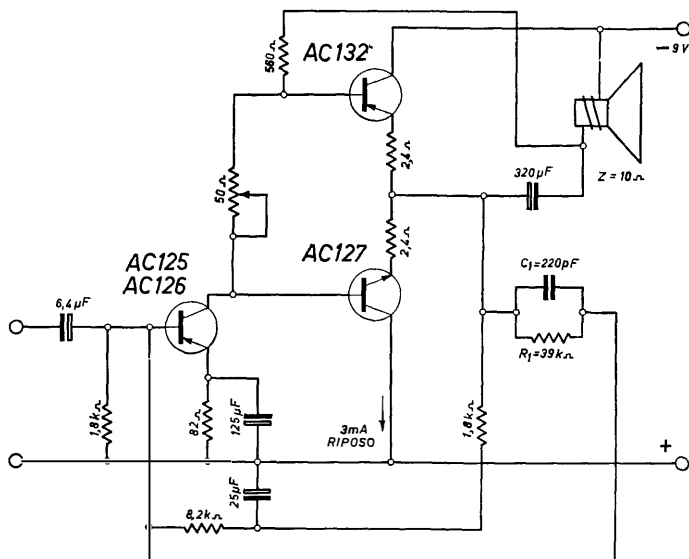 560Ω
AC132
− 9 V
2,4Ω
320µF
Z = 10Ω
50Ω
2,4Ω
AC127
AC125
AC126
C1=220pF
6,4µF
R1=39kΩ
1,8kΩ
82Ω
125µF
3mA
RIPOSO
1,8kΩ
+
25µF
8,2kΩ